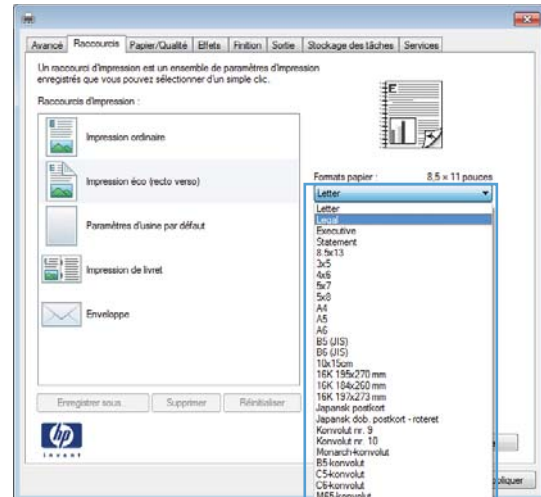 Avancé Raccourcis Papier/Qualité Effets Finition Sortie Stockage des tâches Services
Un raccourci d'impression est un ensemble de paramètres d'impression
enregistrés que vous pouvez sélectionner d'un simple clic.
Raccourcis d'impression :
Impression ordinaire
Impression éco (recto verso)
Paramètres d'usine par défaut
Impression de livret
Enveloppe
Formats papier : 8,5 × 11 pouces
Letter
Letter
Legal
Executive
Statement
8.5x13
3x5
4x6
5x7
5x8
A4
A5
A6
B5 (JIS)
B6 (JIS)
10x15cm
16K 195x270 mm
16K 184x260 mm
16K 197x273 mm
Japansk postkort
Japansk dob. postkort - roteret
Konvolut nr. 9
Konvolut nr. 10
Monarch-konvolut
B5-konvolut
C5-konvolut
C6-konvolut
Enregistrer sous... Supprimer Réinitialiser
hp
invent